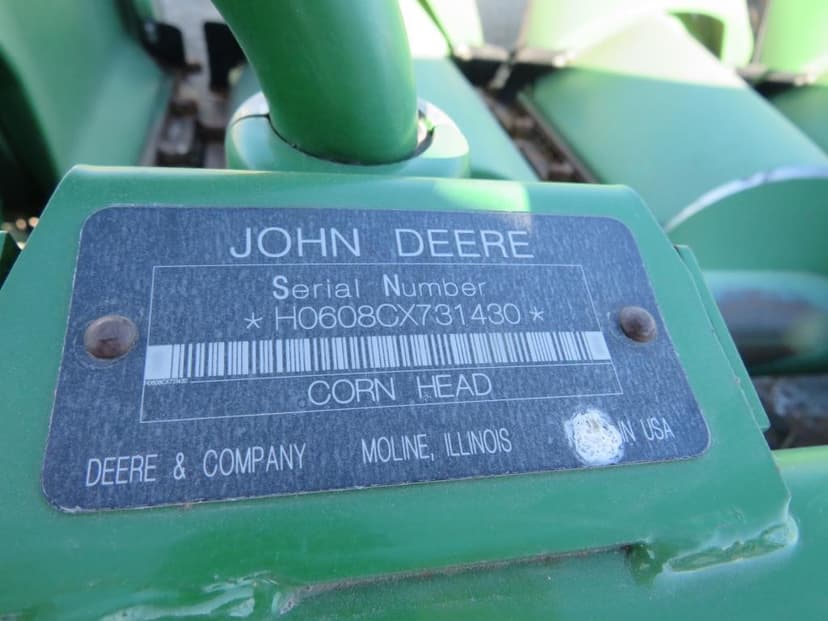 JOHN DEERE
Serial Number
* H0608CX731430 *
CORN HEAD
DEERE & COMPANY MOLINE, ILLINOIS IN USA